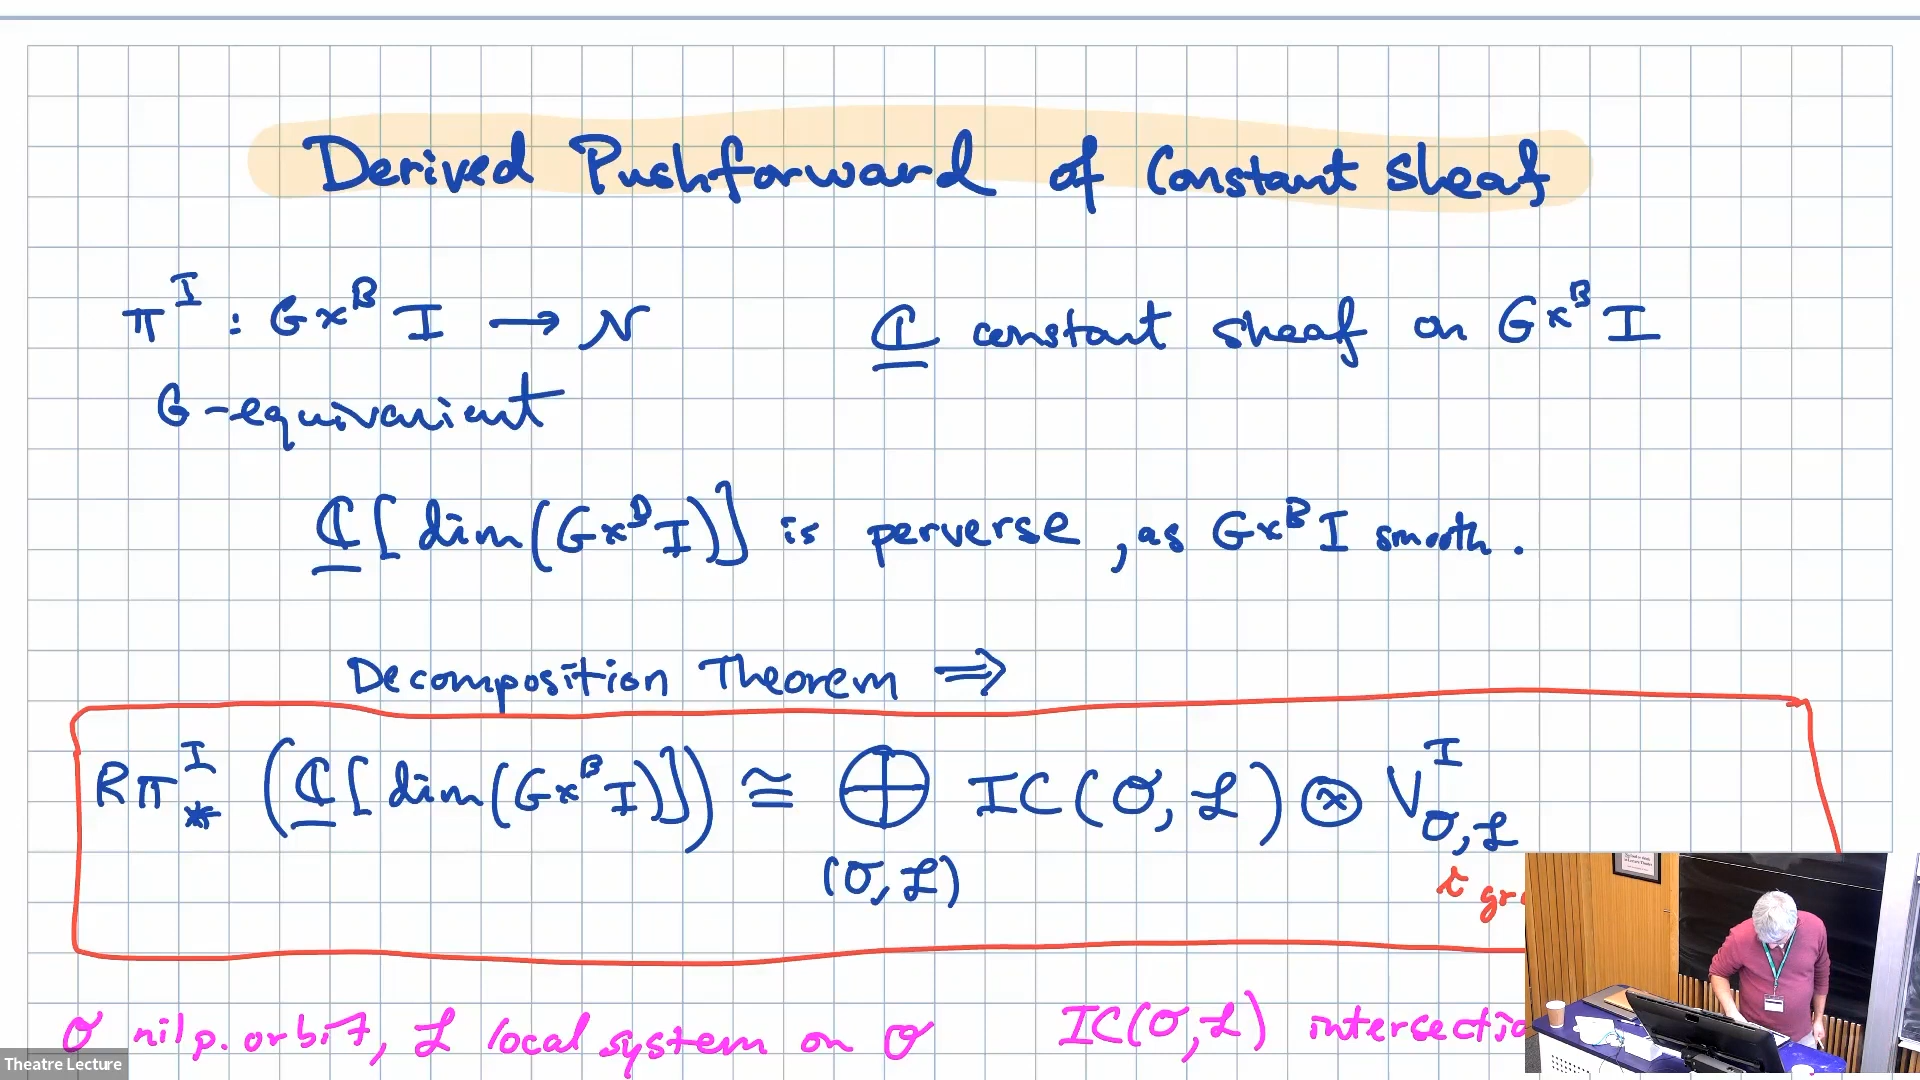 Derived Pushforward of Constant Sheaf
π^I : G×^B I → 𝒩    ℂ constant sheaf on G×^B I
G-equivariant
ℂ[dim(G×^B I)] is perverse, as G×^B I smooth.
Decomposition Theorem ⇒
Rπ^I_* (ℂ[dim(G×^B I)]) ≅ ⊕ IC(𝒪, ℒ) ⊗ V^I_{𝒪,ℒ}
(𝒪, ℒ)
𝒪 nilp. orbit, ℒ local system on 𝒪    IC(𝒪, ℒ)
Theatre Lecture